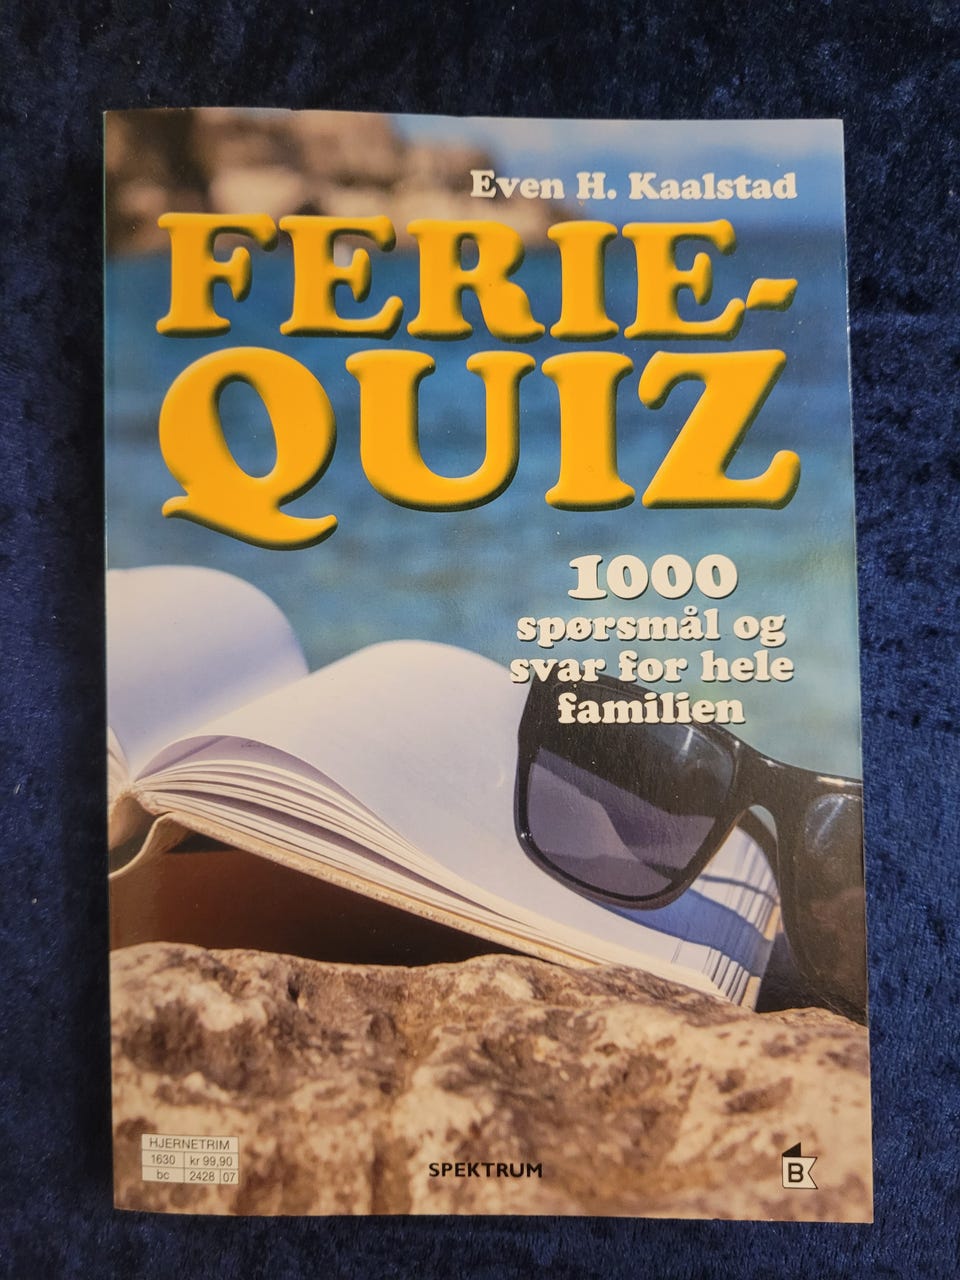 Even H. Kaalstad
FERIE-
QUIZ
1000
spørsmål og
svar for hele
familien
HJERNETRIM
1630 kr 99,90
bc 2428 07
SPEKTRUM
B